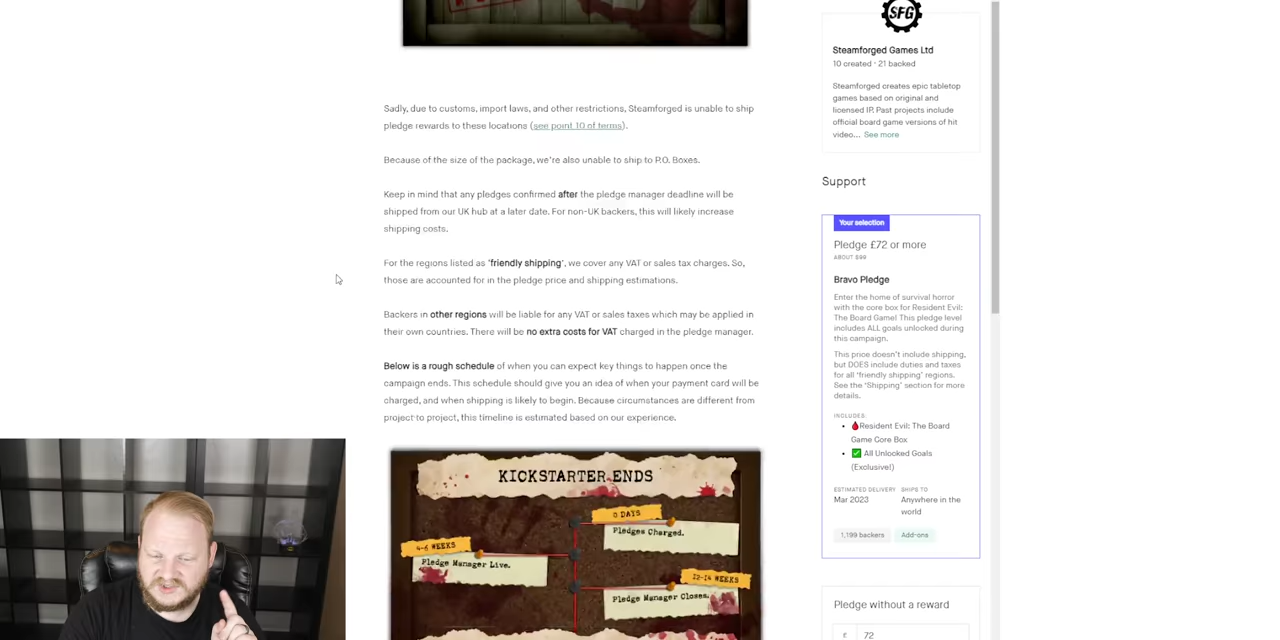 Sadly, due to customs, import laws, and other restrictions, Steamforged is unable to ship
pledge rewards to these locations (see point 10 of terms).
Because of the size of the package, we're also unable to ship to P.O. Boxes.
Keep in mind that any pledges confirmed after the pledge manager deadline will be
shipped from our UK hub at a later date. For non-UK backers, this will likely increase
shipping costs.
For the regions listed as 'friendly shipping', we cover any VAT or sales tax charges. So,
those are accounted for in the pledge price and shipping estimations.
Backers in other regions will be liable for any VAT or sales taxes which may be applied in
their own countries. There will be no extra costs for VAT charged in the pledge manager.
Below is a rough schedule of when you can expect key things to happen once the
campaign ends. This schedule should give you an idea of when your payment card will be
charged, and when shipping is likely to begin. Because circumstances are different from
project-to project, this timeline is estimated based on our experience.
KICKSTARTER ENDS
0 DAYS
Pledges Charged.
4-6 WEEKS
Pledge Manager Live.
12-14 WEEKS
Pledge Manager Closes.
SFG
Steamforged Games Ltd
10 created · 21 backed
Steamforged creates epic tabletop
games based on original and
licensed IP. Past projects include
official board game versions of hit
video... See more
Support
Your selection
Pledge £72 or more
ABOUT $99
Bravo Pledge
Enter the home of survival horror
with the core box for Resident Evil:
The Board Game! This pledge level
includes ALL goals unlocked during
this campaign.
This price doesn't include shipping,
but DOES include duties and taxes
for all 'friendly shipping' regions.
See the 'Shipping' section for more
details.
INCLUDES:
Resident Evil: The Board
Game Core Box
All Unlocked Goals
(Exclusive!)
ESTIMATED DELIVERY SHIPS TO
Mar 2023 Anywhere in the
world
1,199 backers Add-ons
Pledge without a reward
£ 72